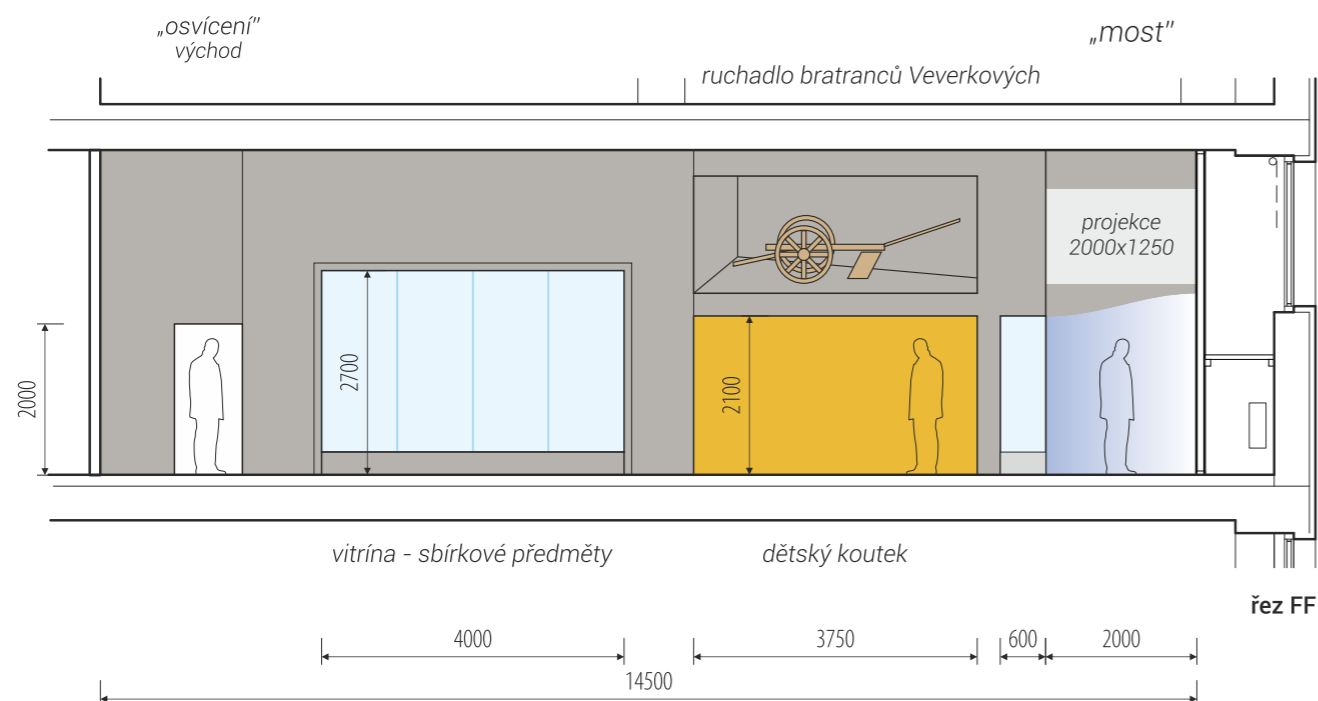 „osvícení"
východ
„most"
ruchadlo bratranců Veverkových
projekce
2000x1250
2000
2700
2100
vitrína - sbírkové předměty
dětský koutek
řez FF
4000
3750
600
2000
14500